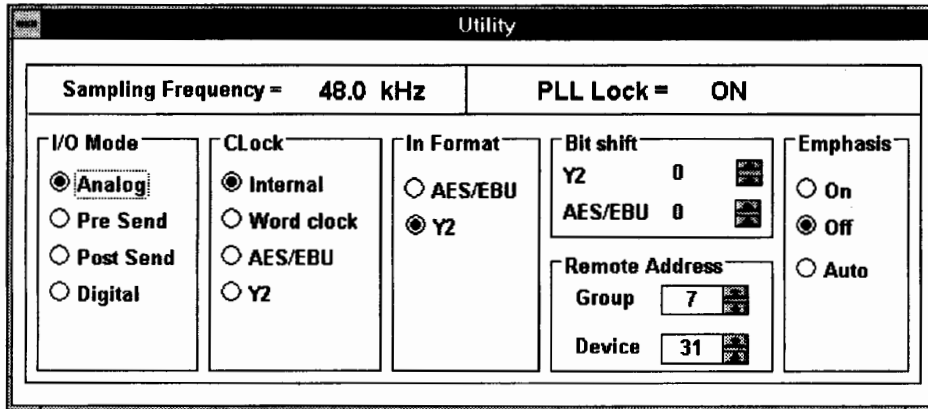 Utility
Sampling Frequency = 48.0 kHz
PLL Lock = ON
I/O Mode
Analog
Pre Send
Post Send
Digital
CLock
Internal
Word clock
AES/EBU
Y2
In Format
AES/EBU
Y2
Bit shift
Y2 0
AES/EBU 0
Remote Address
Group 7
Device 31
Emphasis
On
Off
Auto